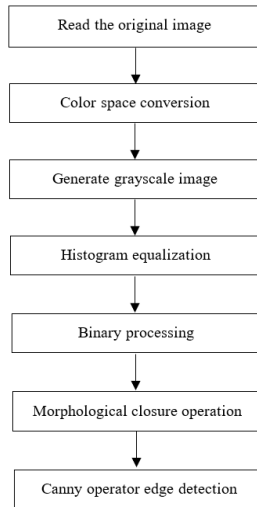 Read the original image
Color space conversion
Generate grayscale image
Histogram equalization
Binary processing
Morphological closure operation
Canny operator edge detection